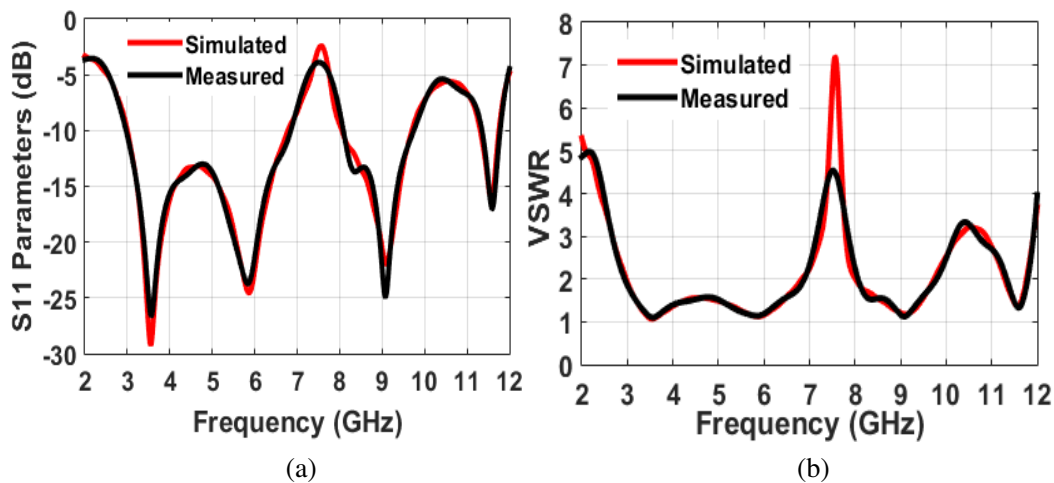 S11 Parameters (dB)
0
-5
-10
-15
-20
-25
-30
Simulated
Measured
2 3 4 5 6 7 8 9 10 11 12
Frequency (GHz)
(a)
VSWR
8
7
6
5
4
3
2
1
0
Simulated
Measured
2 3 4 5 6 7 8 9 10 11 12
Frequency (GHz)
(b)